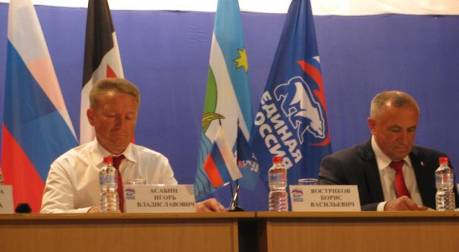 ЕДИНАЯ
РОССИЯ
АСАБИН
ИГОРЬ
ВЛАДИСЛАВОВИЧ
ВОСТРИКОВ
БОРИС
ВАСИЛЬЕВИЧ